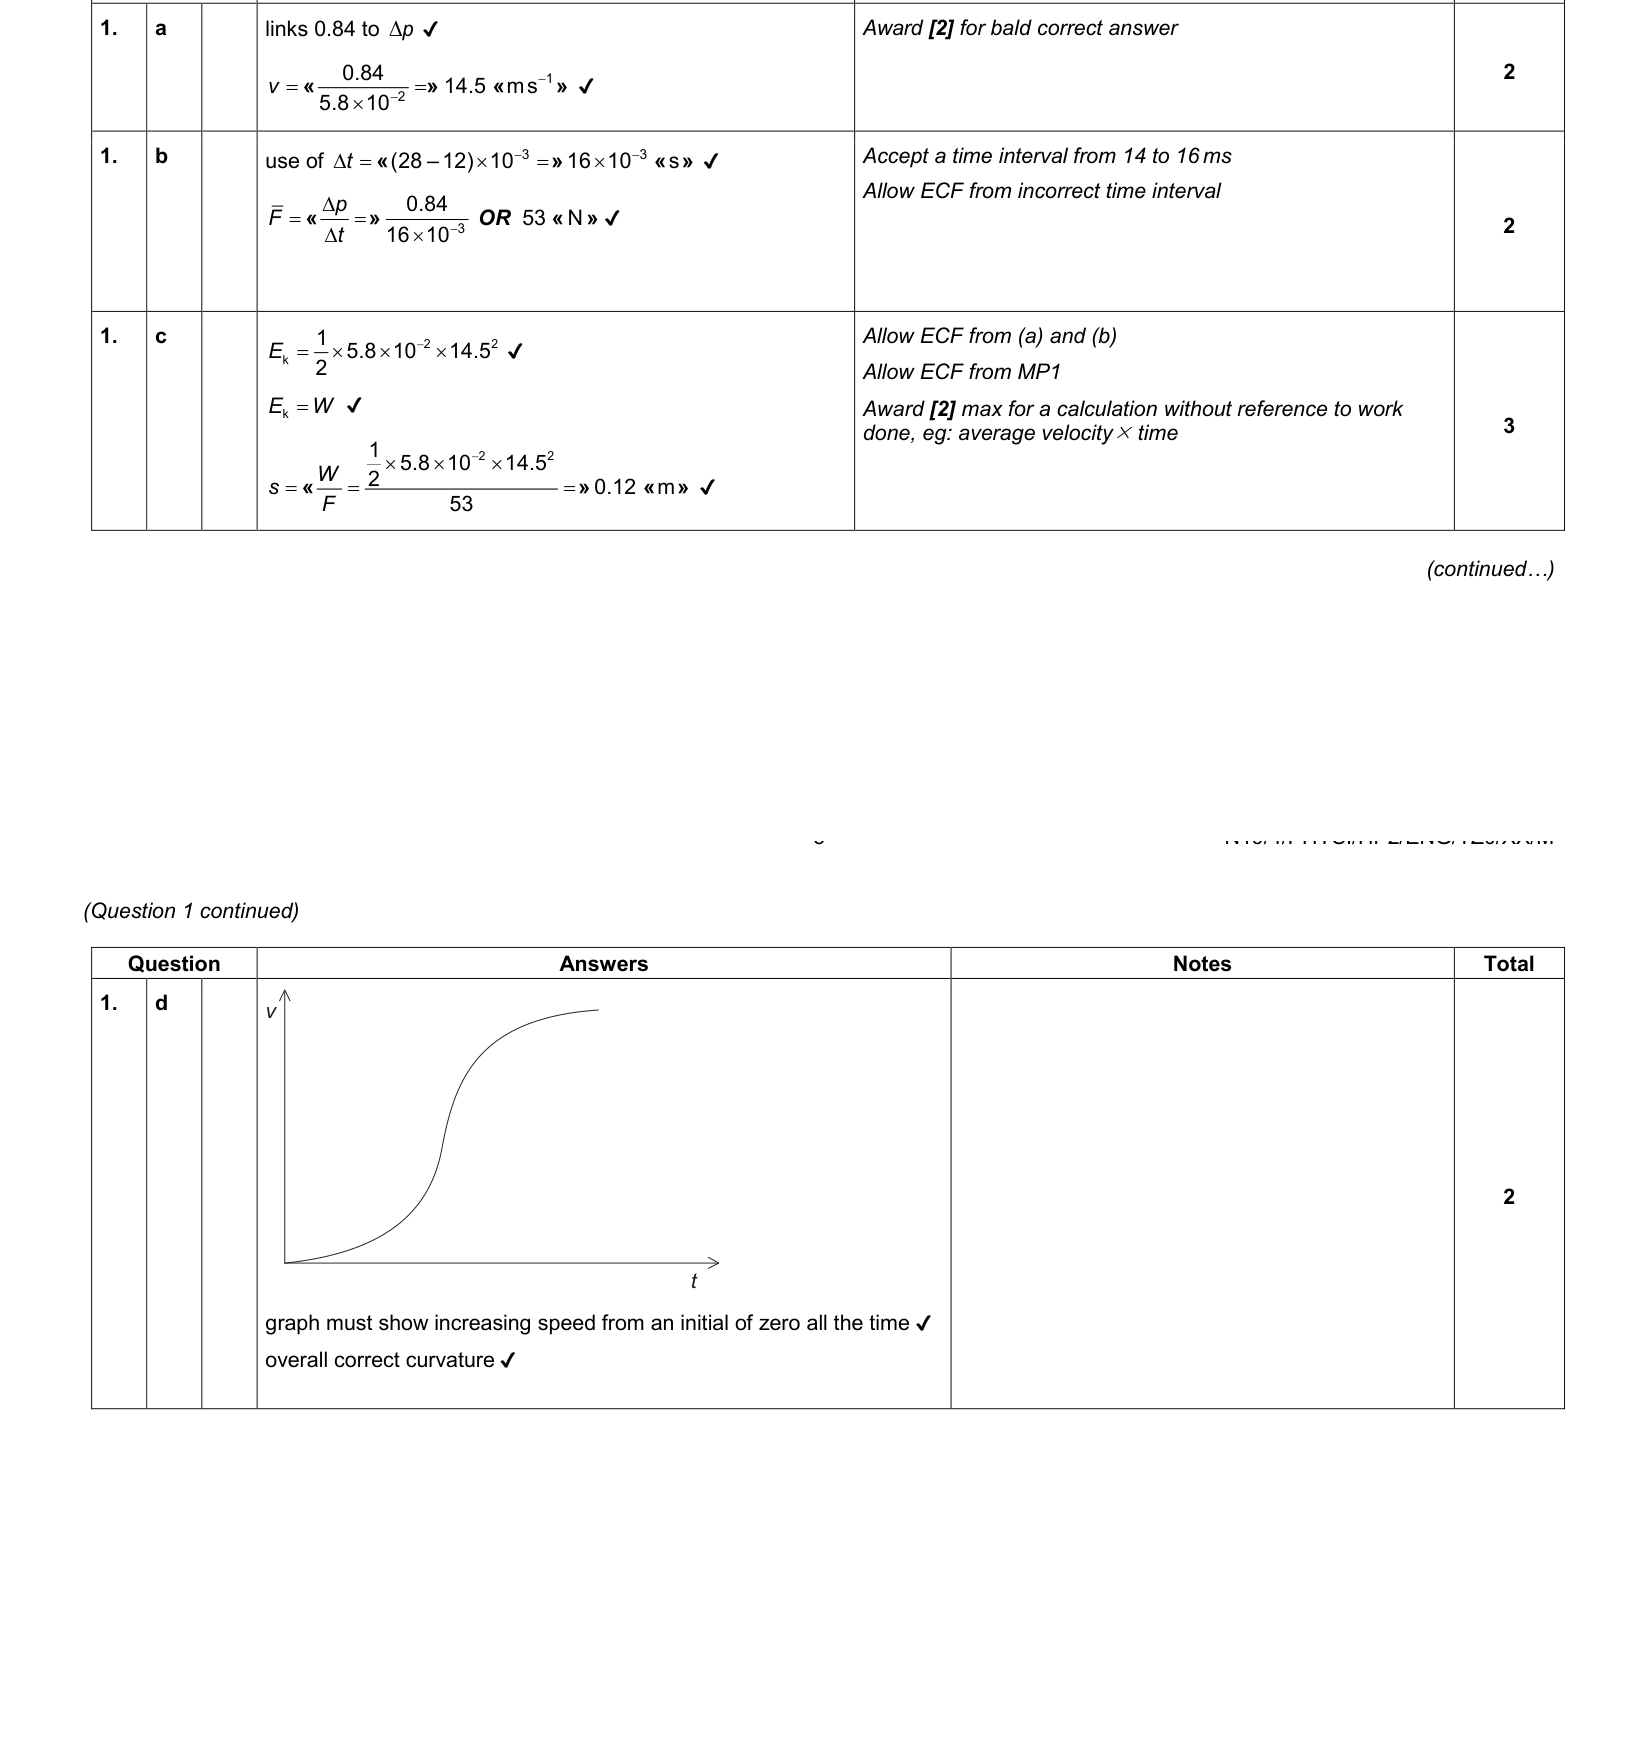 1. a links 0.84 to Δp ✓ Award [2] for bald correct answer
v = « 0.84 / 5.8×10⁻² =» 14.5 «ms⁻¹» ✓ 2
1. b use of Δt = «(28 – 12)×10⁻³ =» 16×10⁻³ «s» ✓ Accept a time interval from 14 to 16 ms
Allow ECF from incorrect time interval
F̅ = « Δp / Δt =» 0.84 / 16×10⁻³ OR 53 «N» ✓ 2
1. c Eₖ = 1/2 × 5.8×10⁻² × 14.5² ✓ Allow ECF from (a) and (b)
Allow ECF from MP1
Eₖ = W ✓ Award [2] max for a calculation without reference to work
done, eg: average velocity × time 3
s = « W / F = 1/2 × 5.8×10⁻² × 14.5² / 53 =» 0.12 «m» ✓
(continued…)
(Question 1 continued)
Question Answers Notes Total
1. d v
t
2
graph must show increasing speed from an initial of zero all the time ✓
overall correct curvature ✓